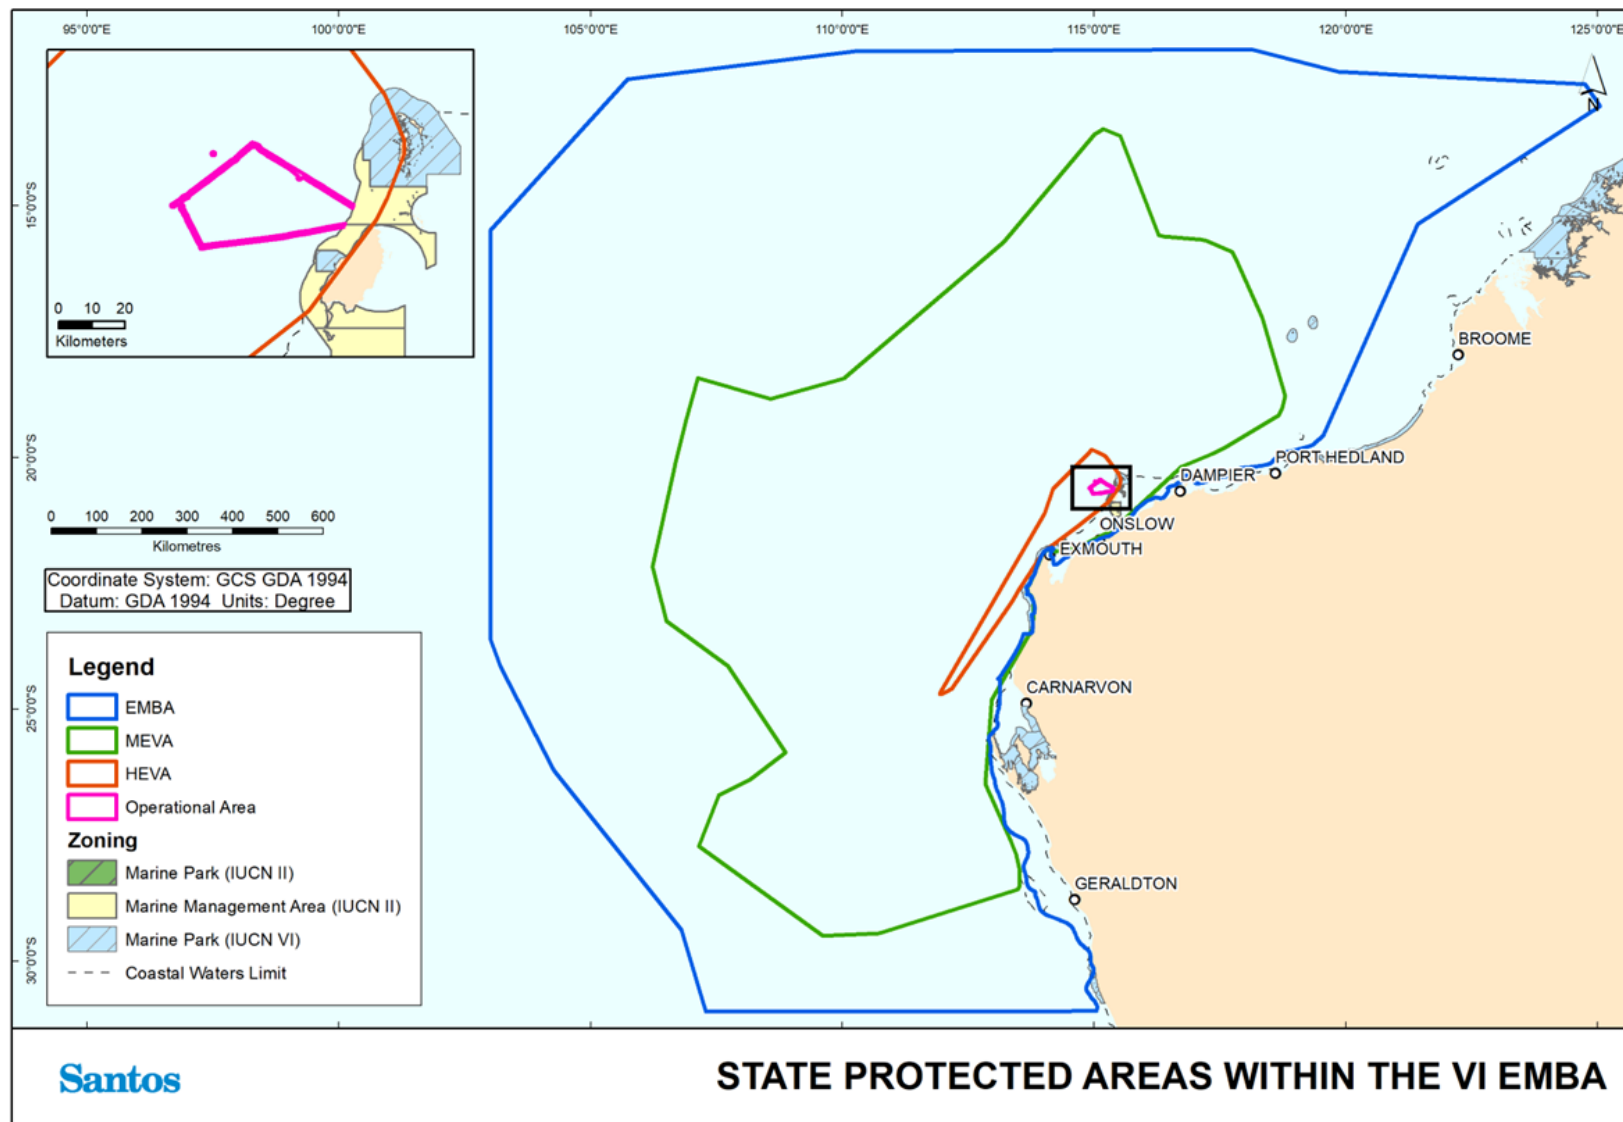 95°0'0"E
100°0'0"E
105°0'0"E
110°0'0"E
115°0'0"E
120°0'0"E
125°0'0"E
N
15°0'0"S
0 10 20
Kilometers
BROOME
20°0'0"S
PORT HEDLAND
DAMPIER
ONSLOW
EXMOUTH
0 100 200 300 400 500 600
Kilometres
Coordinate System: GCS GDA 1994
Datum: GDA 1994 Units: Degree
Legend
EMBA
MEVA
HEVA
Operational Area
Zoning
Marine Park (IUCN II)
Marine Management Area (IUCN II)
Marine Park (IUCN VI)
Coastal Waters Limit
25°0'0"S
CARNARVON
GERALDTON
30°0'0"S
Santos
STATE PROTECTED AREAS WITHIN THE VI EMBA